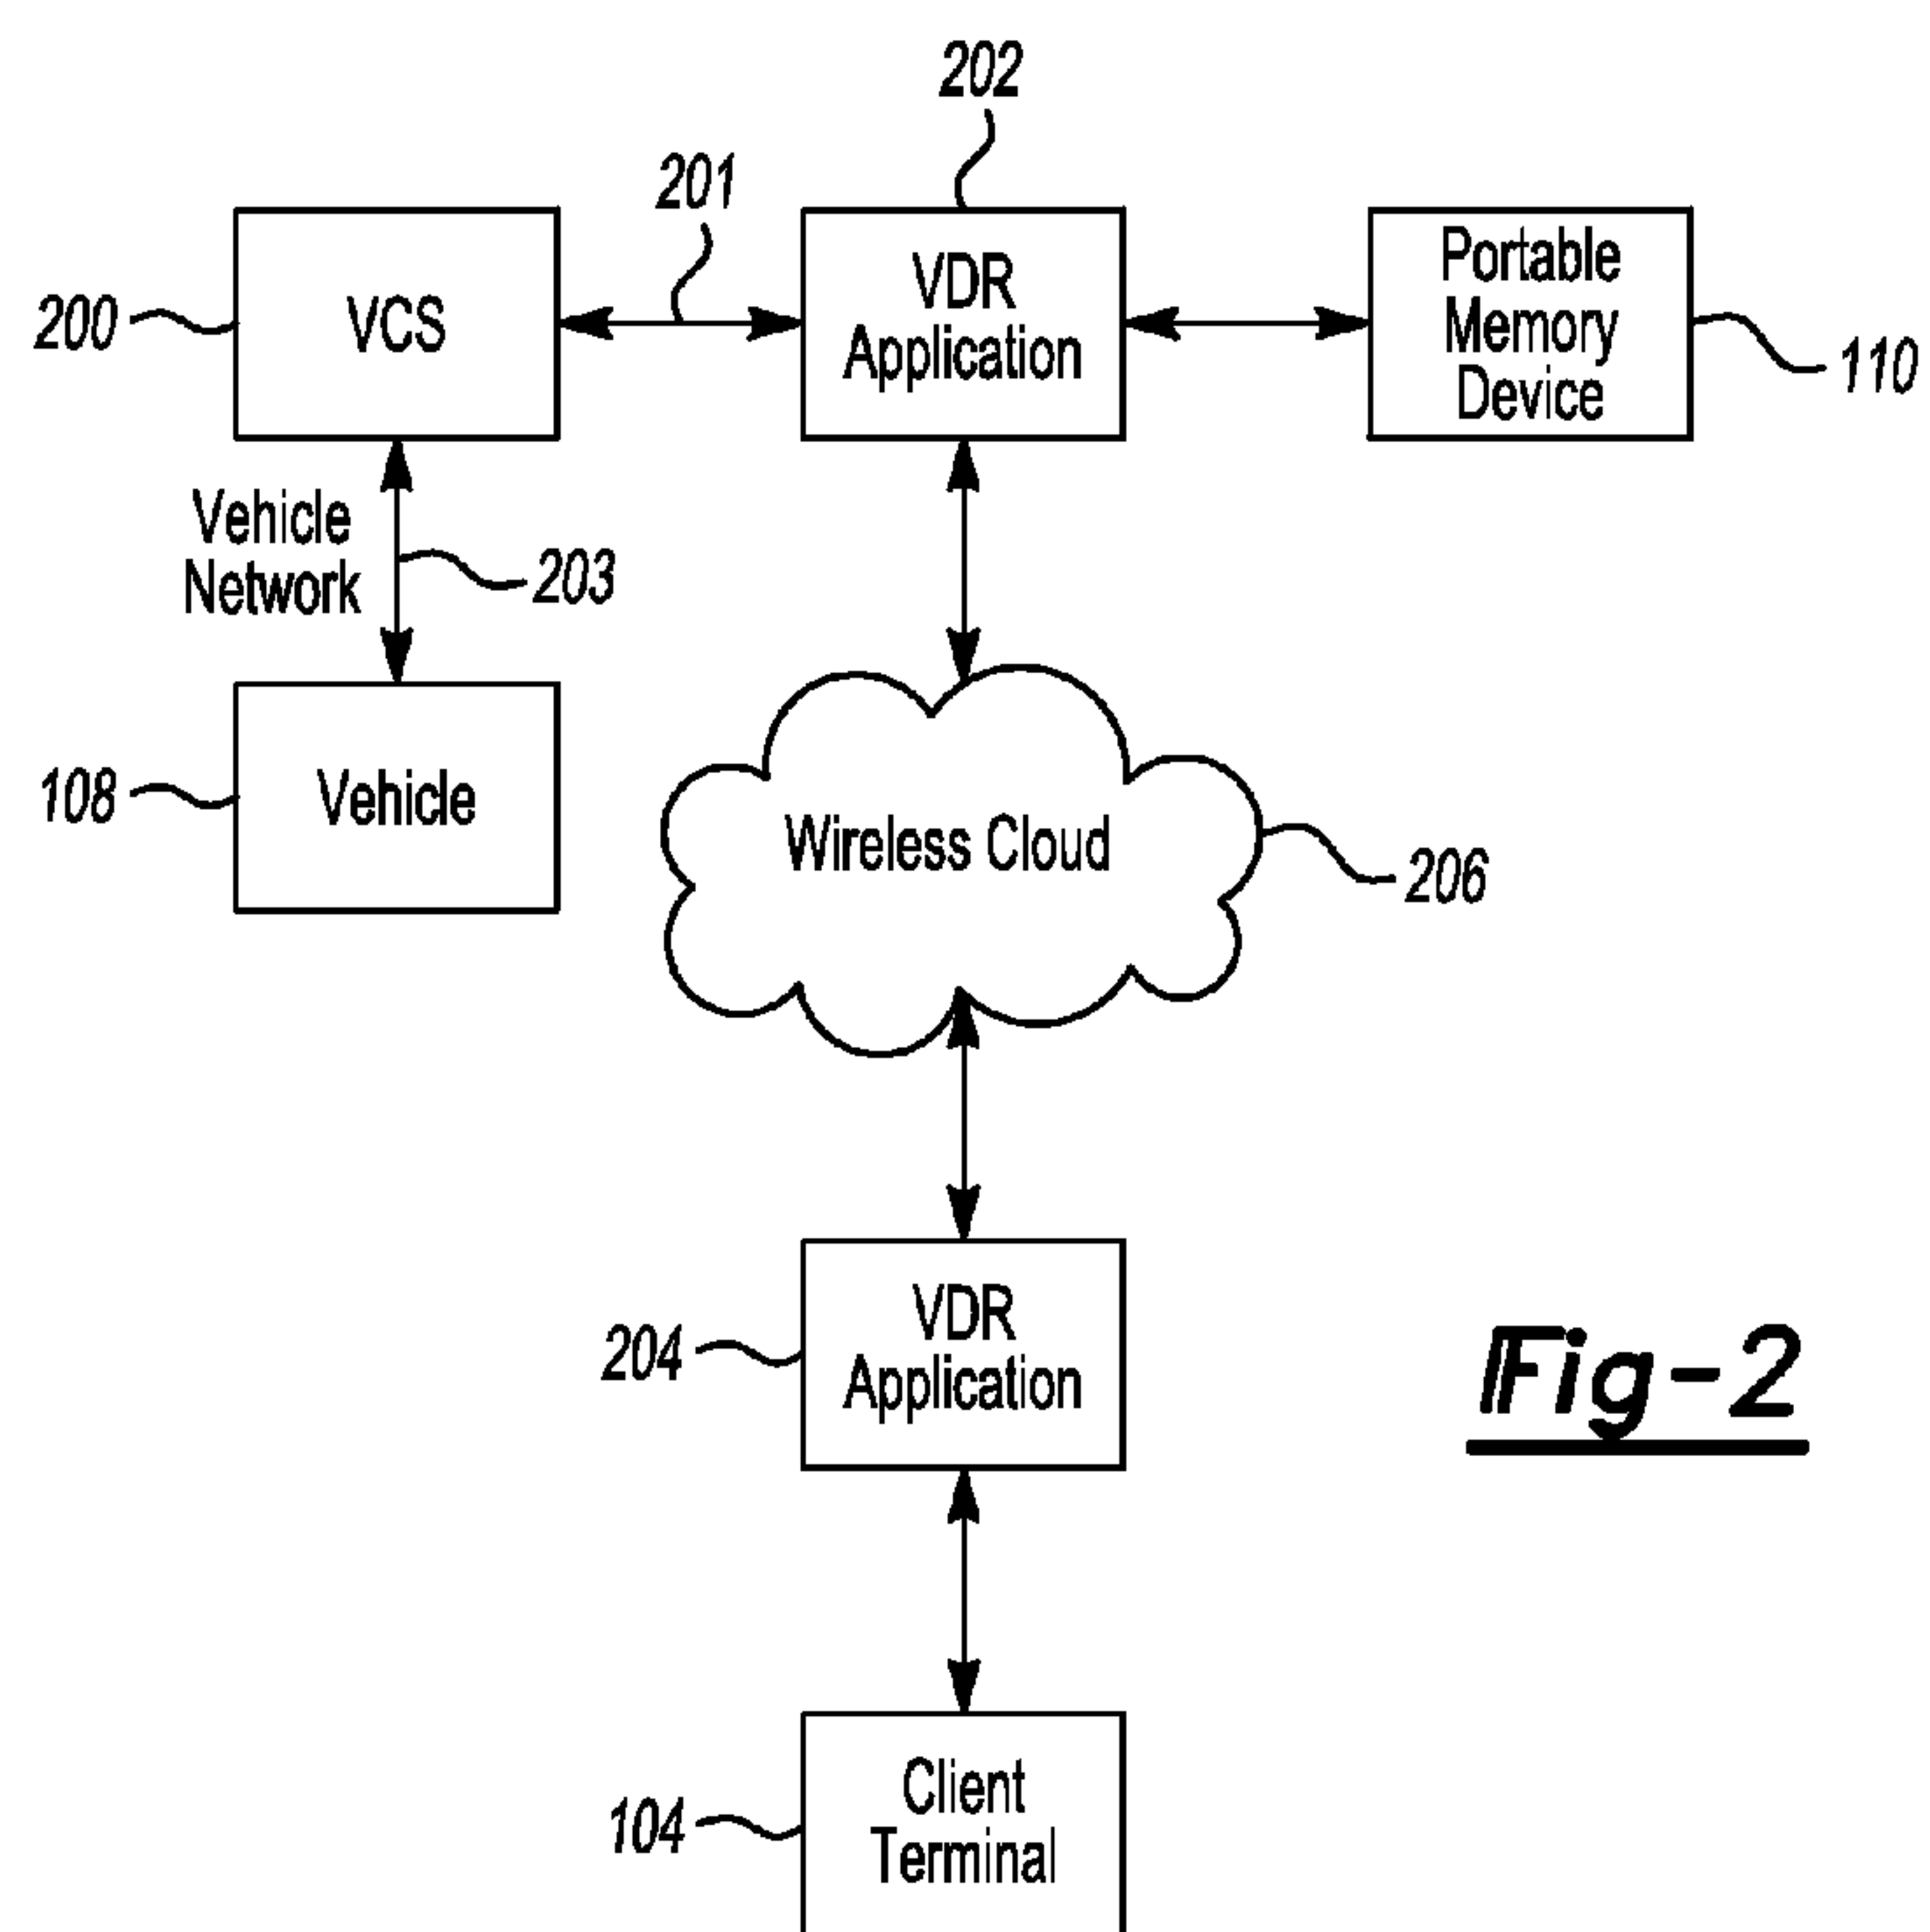 202
201
200
VCS
VDR
Application
Portable
Memory
Device
110
Vehicle
Network
203
108
Vehicle
Wireless Cloud
206
204
VDR
Application
Fig-2
104
Client
Terminal